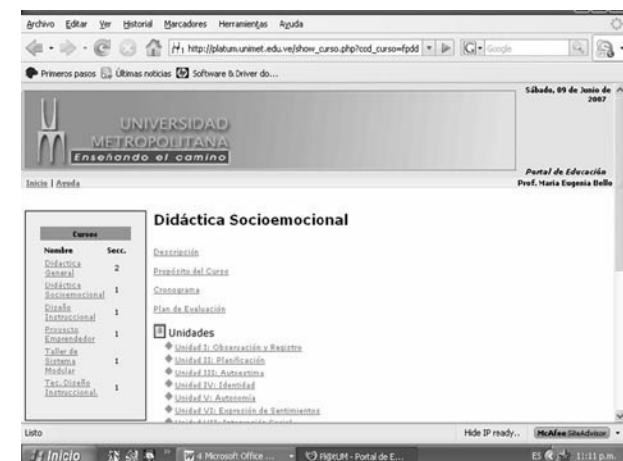 Archivo Editar Ver Historial Marcadores Herramientas Ayuda
http://platum.unimet.edu.ve/show_curso.php?cod_curso=fpdd
Google
Primeros pasos Últimas noticias Software & Driver do...
Sábado, 09 de Junio de
2007
UNIVERSIDAD
METROPOLITANA
Enseñando el camino
Portal de Educación
Inicio | Ayuda
Prof. Maria Eugenia Bello
Didáctica Socioemocional
Cursos
Nombre Secc.
Didactica
General 2
Didáctica
Socioemocional 1
Diseño
Instruccional 1
Proyecto
Emprendedor 1
Taller de
Sistema
Modular 1
Tec. Diseño
Instruccional. 1
Descripción
Propósito del Curso
Cronograma
Plan de Evaluación
Unidades
Unidad I: Observación y Registro
Unidad II: Planificación
Unidad III: Autoestima
Unidad IV: Identidad
Unidad V: Autonomía
Unidad VI: Expresión de Sentimientos
Listo
Hide IP ready..
McAfee SiteAdvisor
Inicio
4 Microsoft Office ...
- Portal de E...
ES
11:11 p.m.